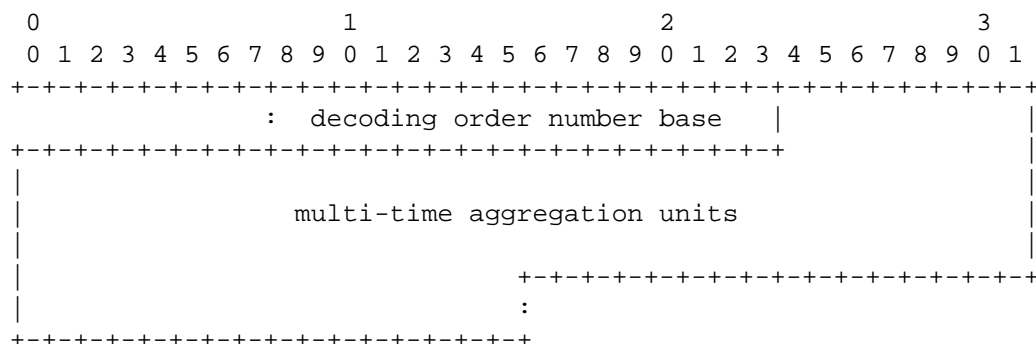 0                   1                   2                   3
 0 1 2 3 4 5 6 7 8 9 0 1 2 3 4 5 6 7 8 9 0 1 2 3 4 5 6 7 8 9 0 1
+-+-+-+-+-+-+-+-+-+-+-+-+-+-+-+-+-+-+-+-+-+-+-+-+-+-+-+-+-+-+-+-+
                :  decoding order number base   |               |
+-+-+-+-+-+-+-+-+-+-+-+-+-+-+-+-+-+-+-+-+-+-+-+-+               |
|                                                               |
|                 multi-time aggregation units                  |
|                                                               |
|                               +-+-+-+-+-+-+-+-+-+-+-+-+-+-+-+-+
|                               :
+-+-+-+-+-+-+-+-+-+-+-+-+-+-+-+-+